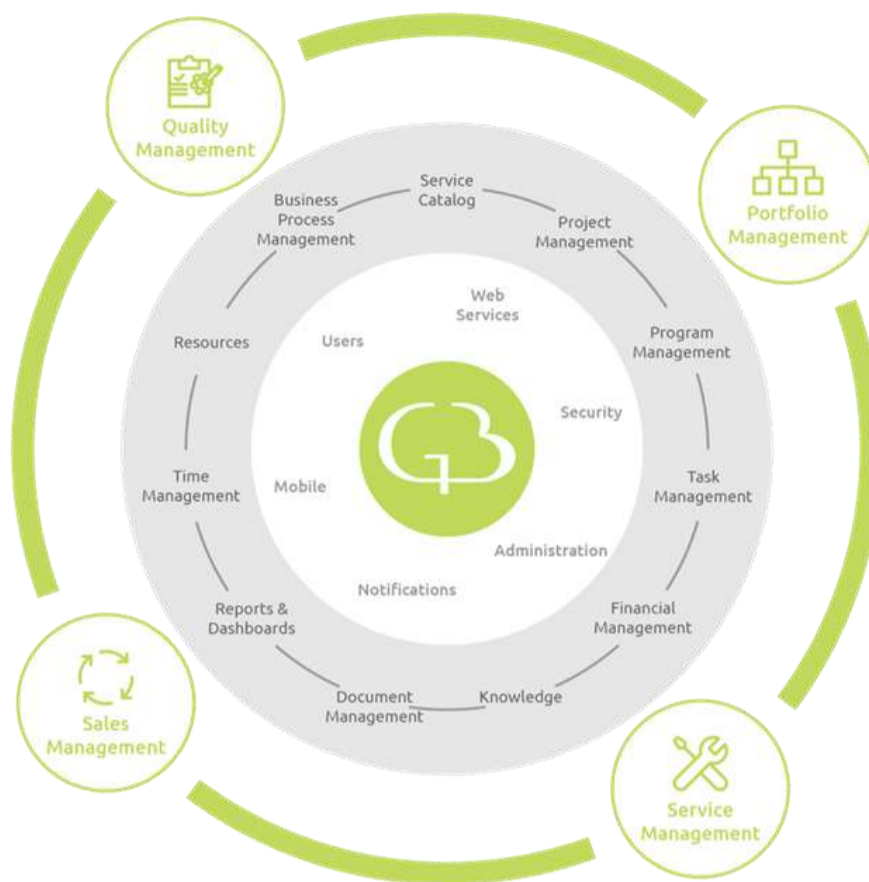 Quality
Management
Portfolio
Management
Service
Management
Sales
Management
Service
Catalog
Project
Management
Program
Management
Task
Management
Financial
Management
Knowledge
Document
Management
Reports &
Dashboards
Time
Management
Resources
Business
Process
Management
Web
Services
Security
Administration
Notifications
Mobile
Users
GB